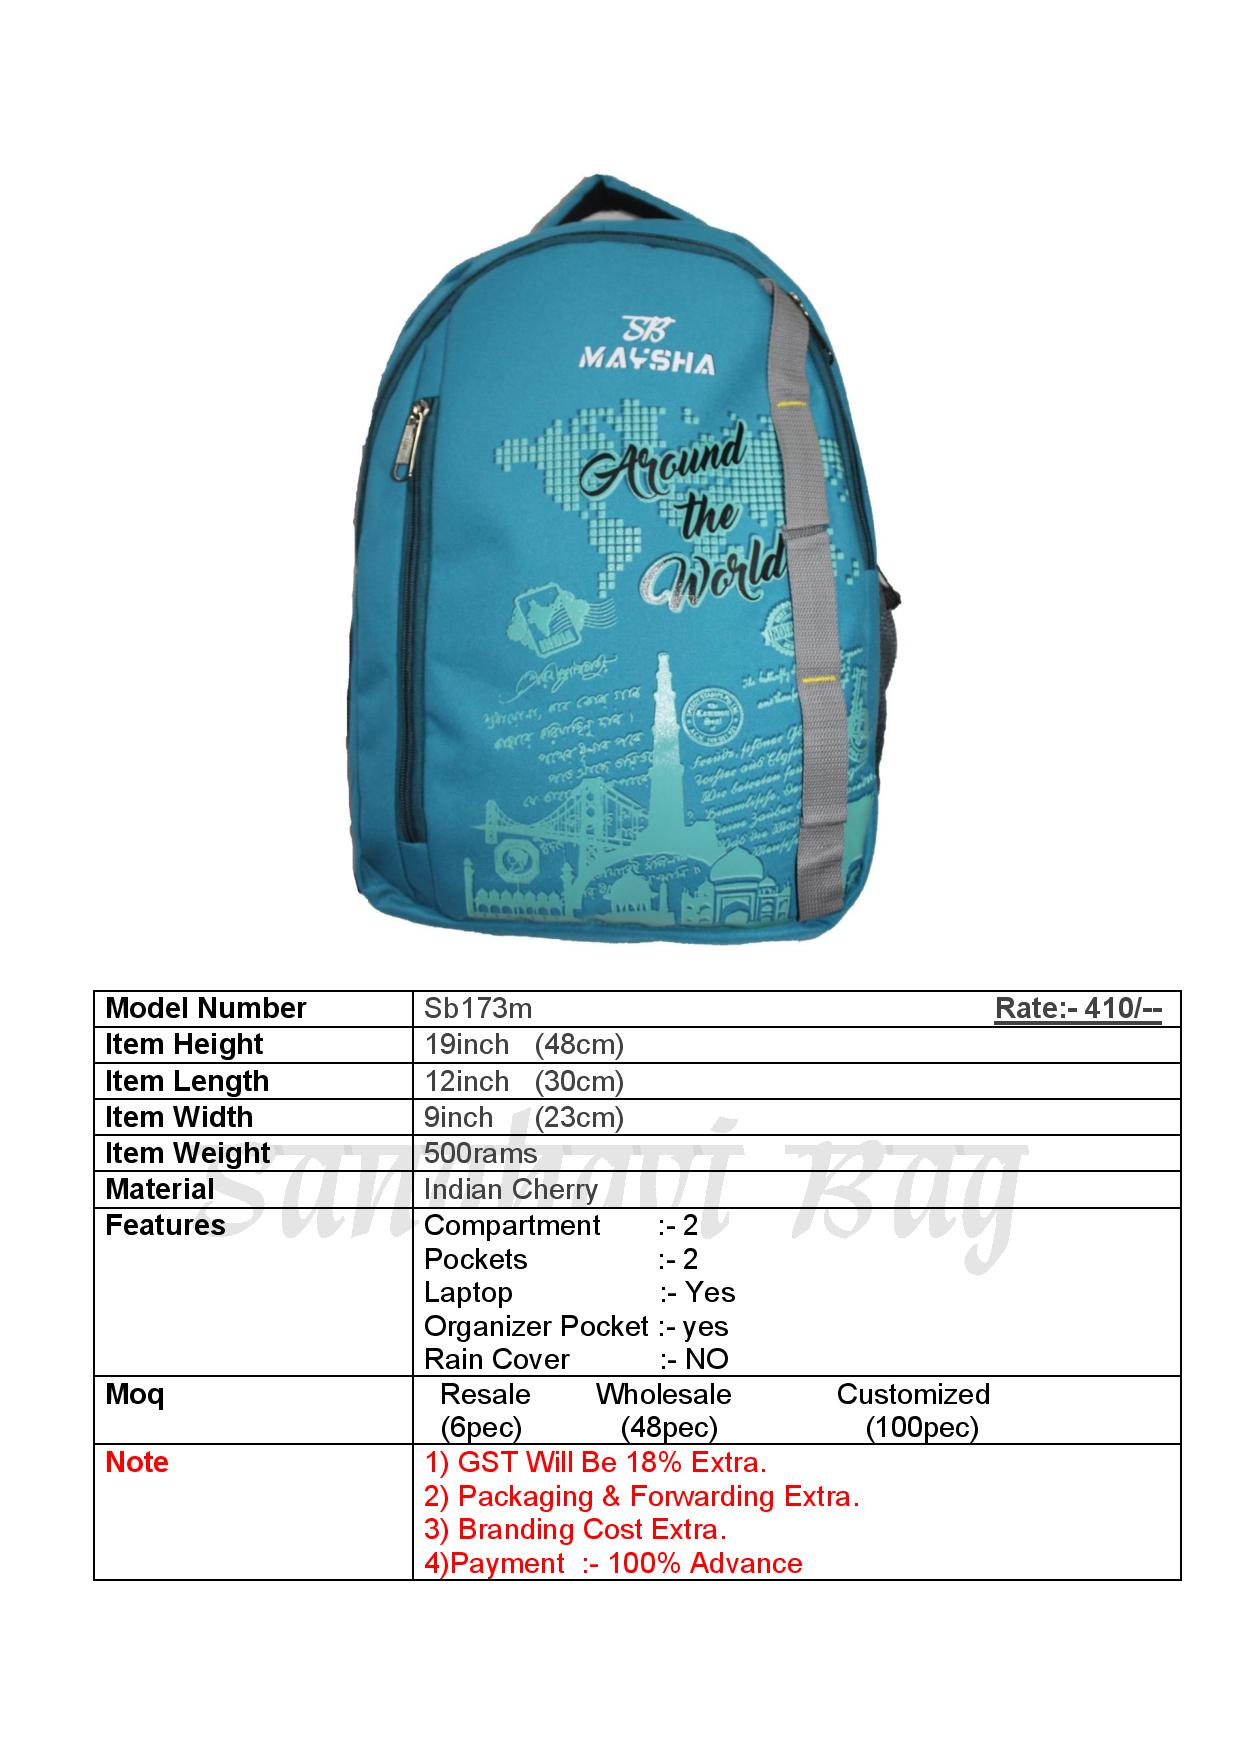 SB
MAYSHA
Around
the
World
INDIA
Model Number Sb173m Rate:- 410/--
Item Height 19inch (48cm)
Item Length 12inch (30cm)
Item Width 9inch (23cm)
Item Weight 500rams
Material Indian Cherry
Features Compartment :- 2
Pockets :- 2
Laptop :- Yes
Organizer Pocket :- yes
Rain Cover :- NO
Moq Resale Wholesale Customized
(6pec) (48pec) (100pec)
Note 1) GST Will Be 18% Extra.
2) Packaging & Forwarding Extra.
3) Branding Cost Extra.
4)Payment :- 100% Advance
Bag